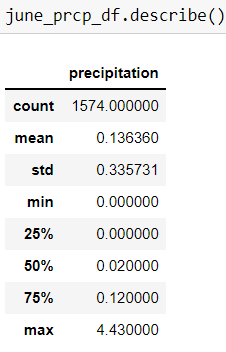 june_prcp_df.describe()
precipitation
count 1574.000000
mean 0.136360
std 0.335731
min 0.000000
25% 0.000000
50% 0.020000
75% 0.120000
max 4.430000